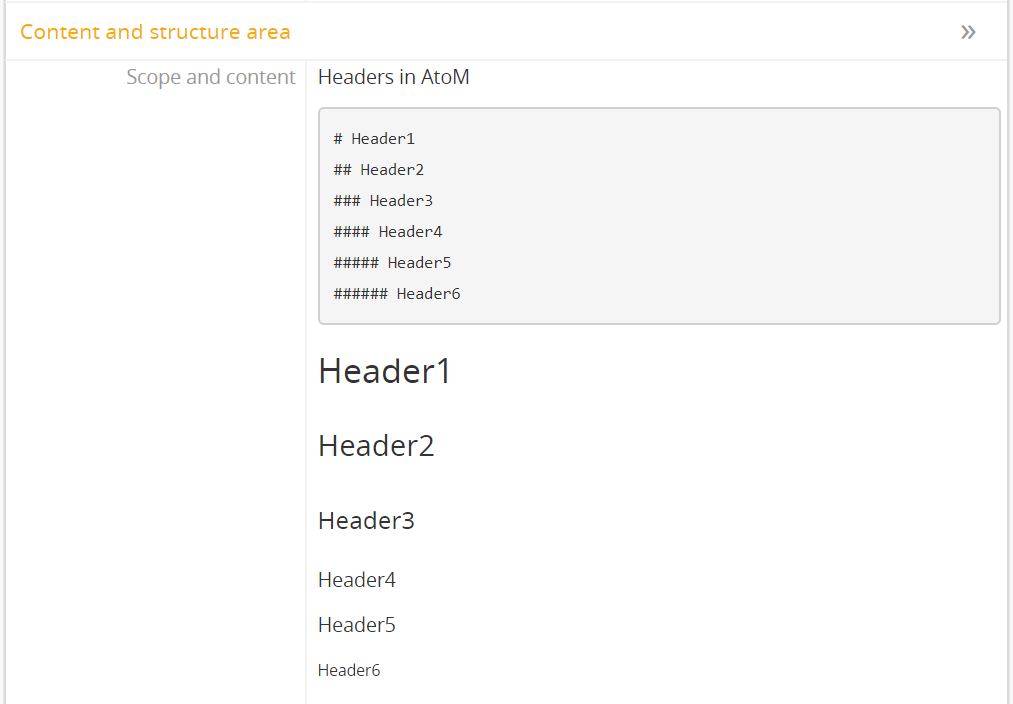 Content and structure area »
Scope and content
Headers in AtoM
# Header1
## Header2
### Header3
#### Header4
##### Header5
###### Header6
Header1
Header2
Header3
Header4
Header5
Header6